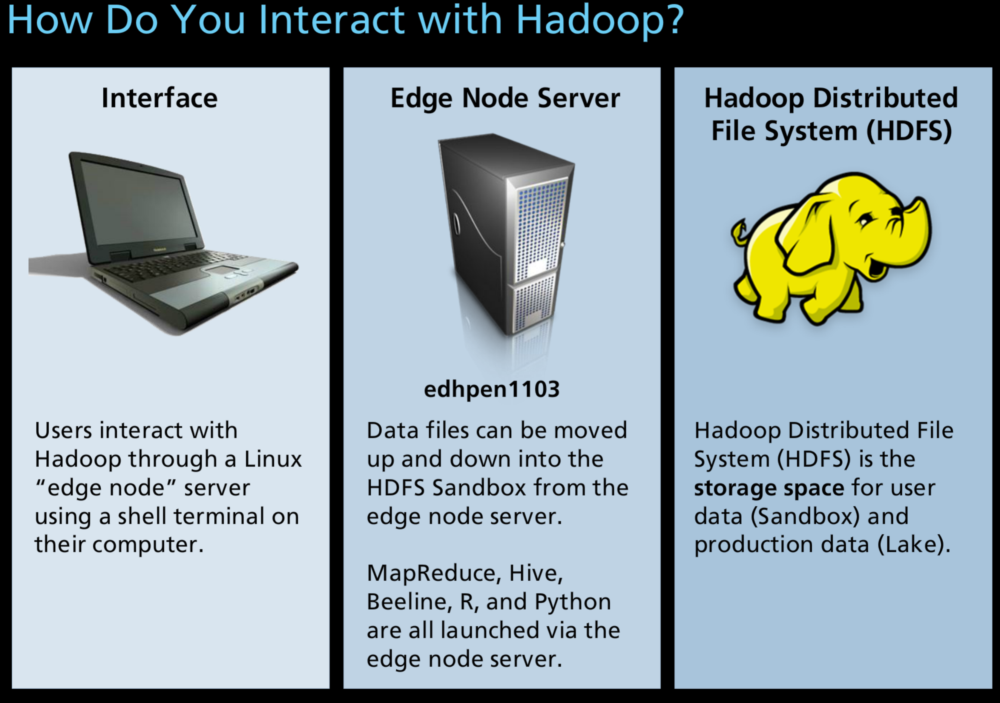 How Do You Interact with Hadoop?
Interface
Users interact with
Hadoop through a Linux
“edge node” server
using a shell terminal on
their computer.
Edge Node Server
edhpen1103
Data files can be moved
up and down into the
HDFS Sandbox from the
edge node server.
MapReduce, Hive,
Beeline, R, and Python
are all launched via the
edge node server.
Hadoop Distributed
File System (HDFS)
Hadoop Distributed File
System (HDFS) is the
storage space for user
data (Sandbox) and
production data (Lake).